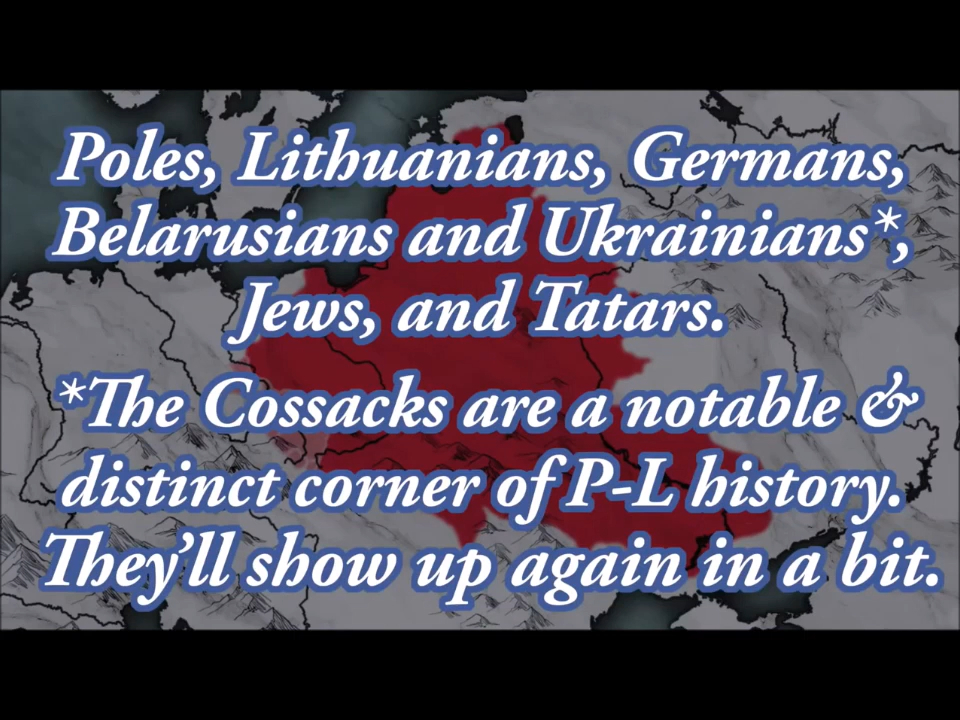 Poles, Lithuanians, Germans,
Belarusians and Ukrainians*,
Jews, and Tatars.
*The Cossacks are a notable &
distinct corner of P-L history.
They’ll show up again in a bit.